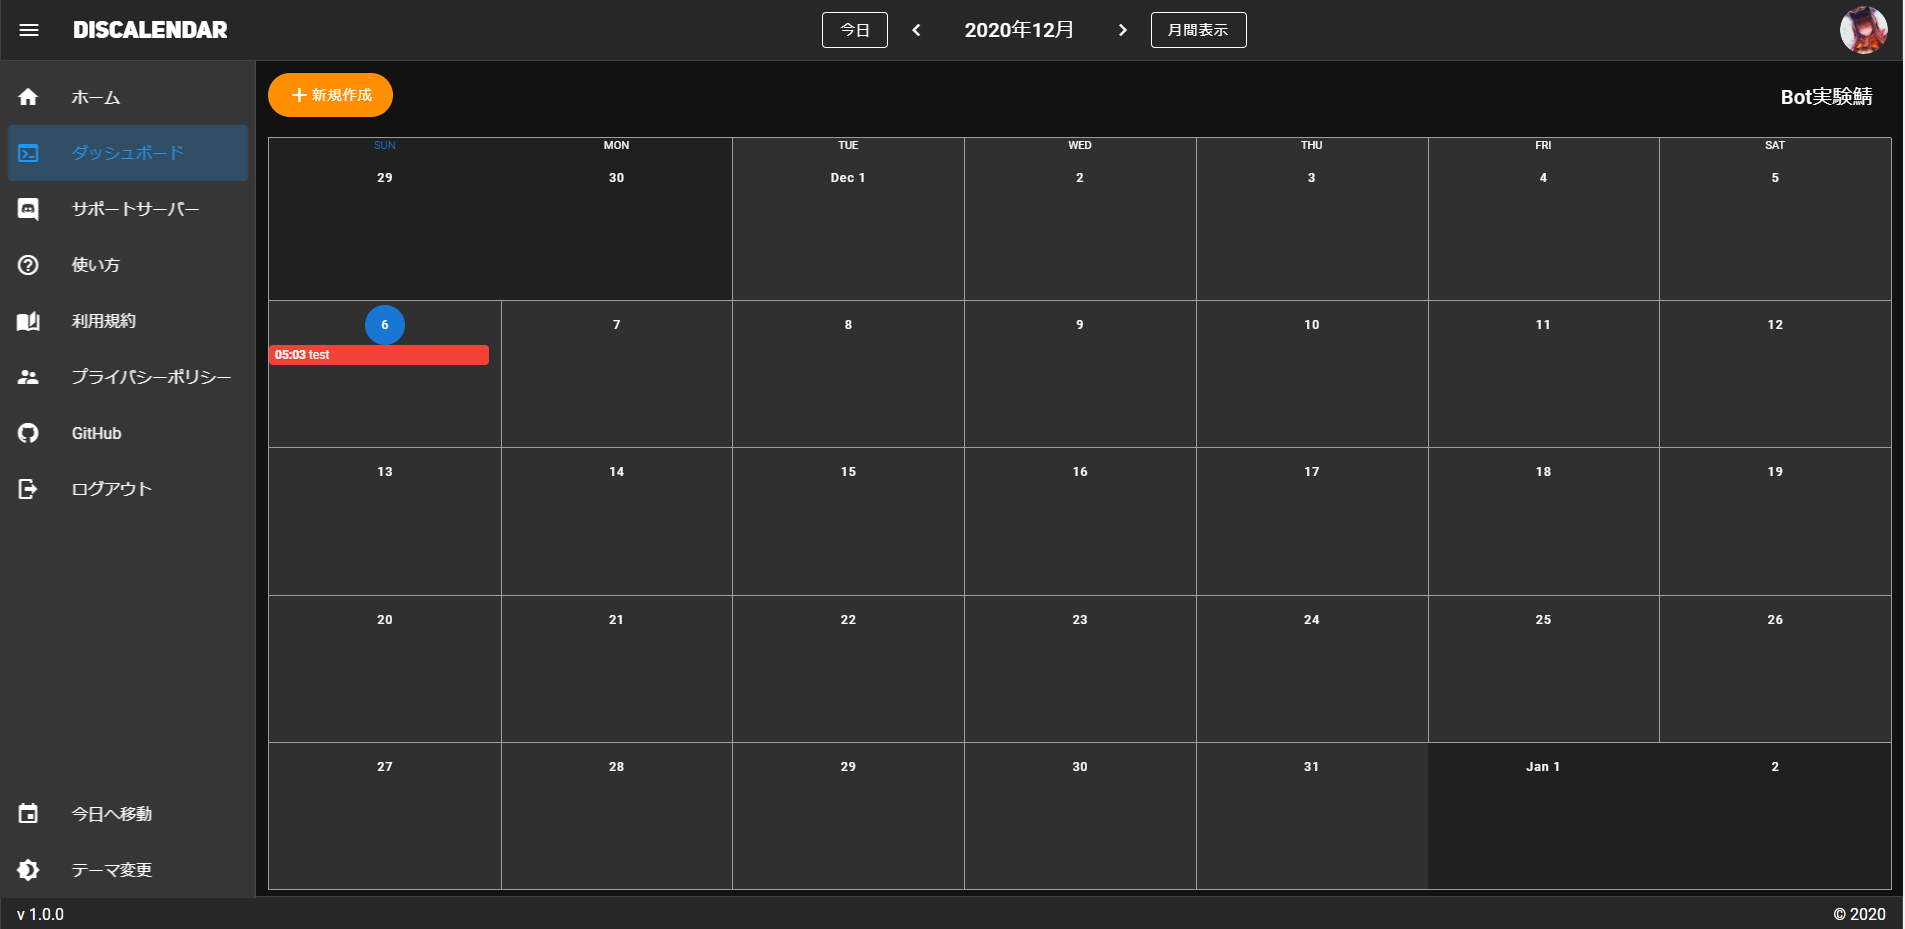 DISCALENDAR
今日
2020年12月
月間表示
ホーム
ダッシュボード
サポートサーバー
使い方
利用規約
プライバシーポリシー
GitHub
ログアウト
今日へ移動
テーマ変更
新規作成
Bot実験鯖
SUN MON TUE WED THU FRI SAT
29 30 Dec 1 2 3 4 5
6 7 8 9 10 11 12
05:03 test
13 14 15 16 17 18 19
20 21 22 23 24 25 26
27 28 29 30 31 Jan 1 2
v 1.0.0
© 2020